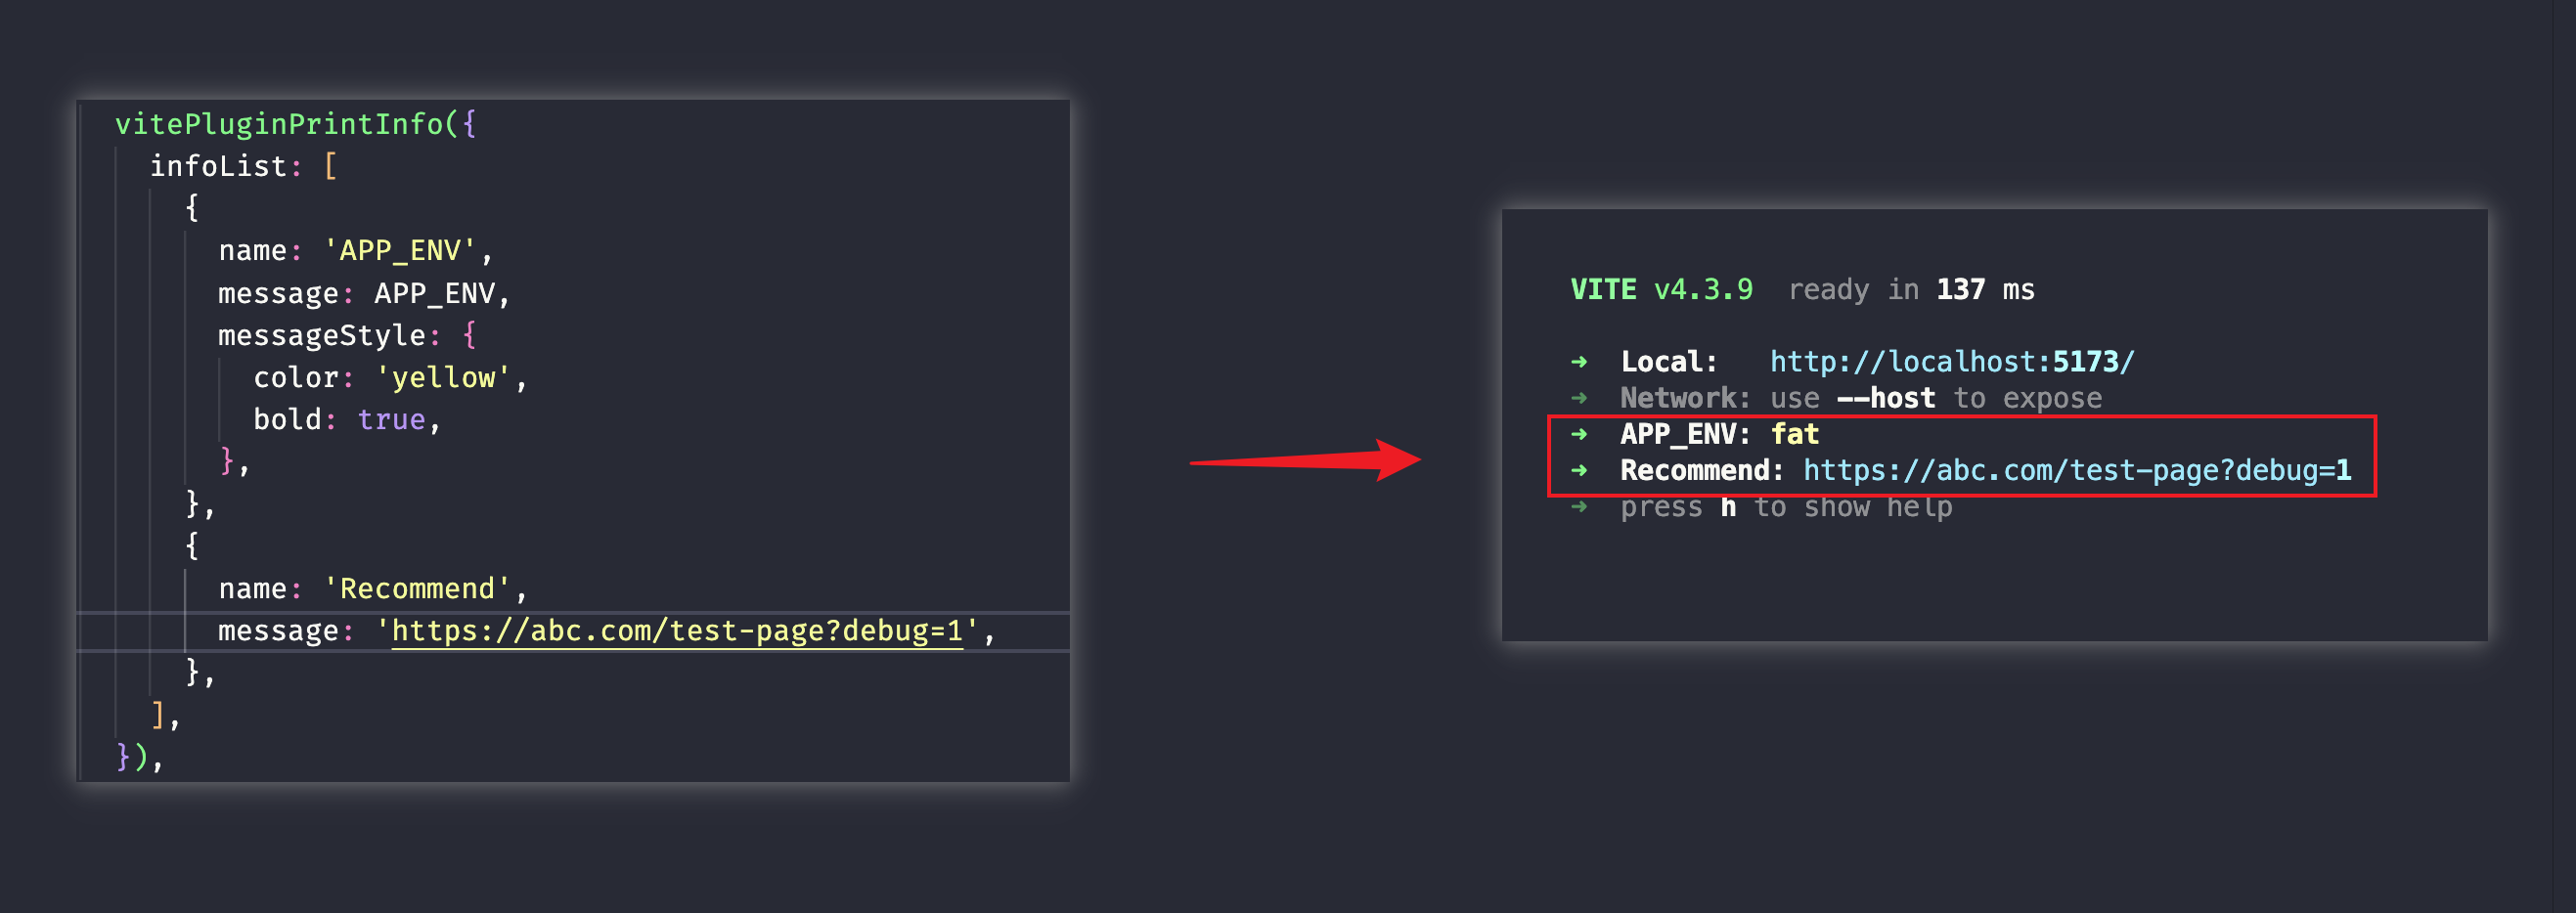 vitePluginPrintInfo({
infoList: [
{
name: 'APP_ENV',
message: APP_ENV,
messageStyle: {
color: 'yellow',
bold: true,
},
},
{
name: 'Recommend',
message: 'https://abc.com/test-page?debug=1',
},
],
}),
VITE v4.3.9 ready in 137 ms
➜ Local: http://localhost:5173/
➜ Network: use --host to expose
➜ APP_ENV: fat
➜ Recommend: https://abc.com/test-page?debug=1
➜ press h to show help